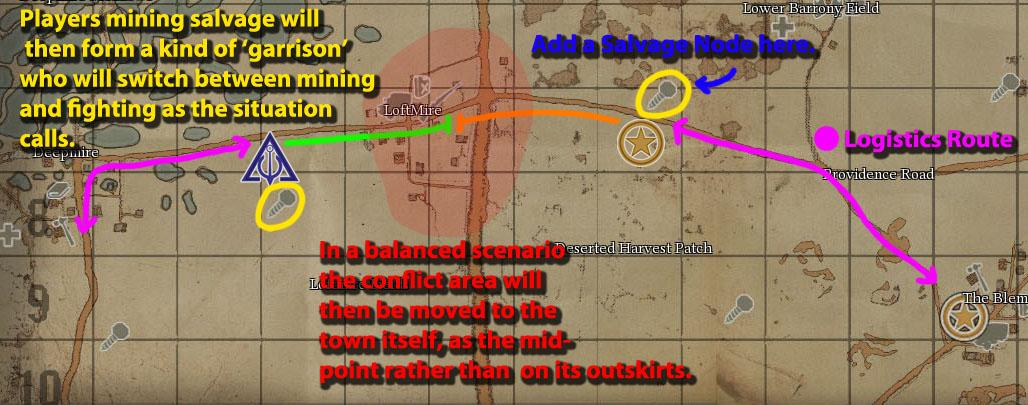 Players mining salvage will
then form a kind of ‘garrison’
who will switch between mining
and fighting as the situation
calls.
Lower Barrony Field
Add a Salvage Node here.
LoftMire
Deepmire
Logistics Route
Providence Road
8
In a balanced scenario
Deserted Harvest Patch
the conflict area will
then be moved to the
town itself, as the mid-
point rather than on its outskirts.
9
The Blem
10